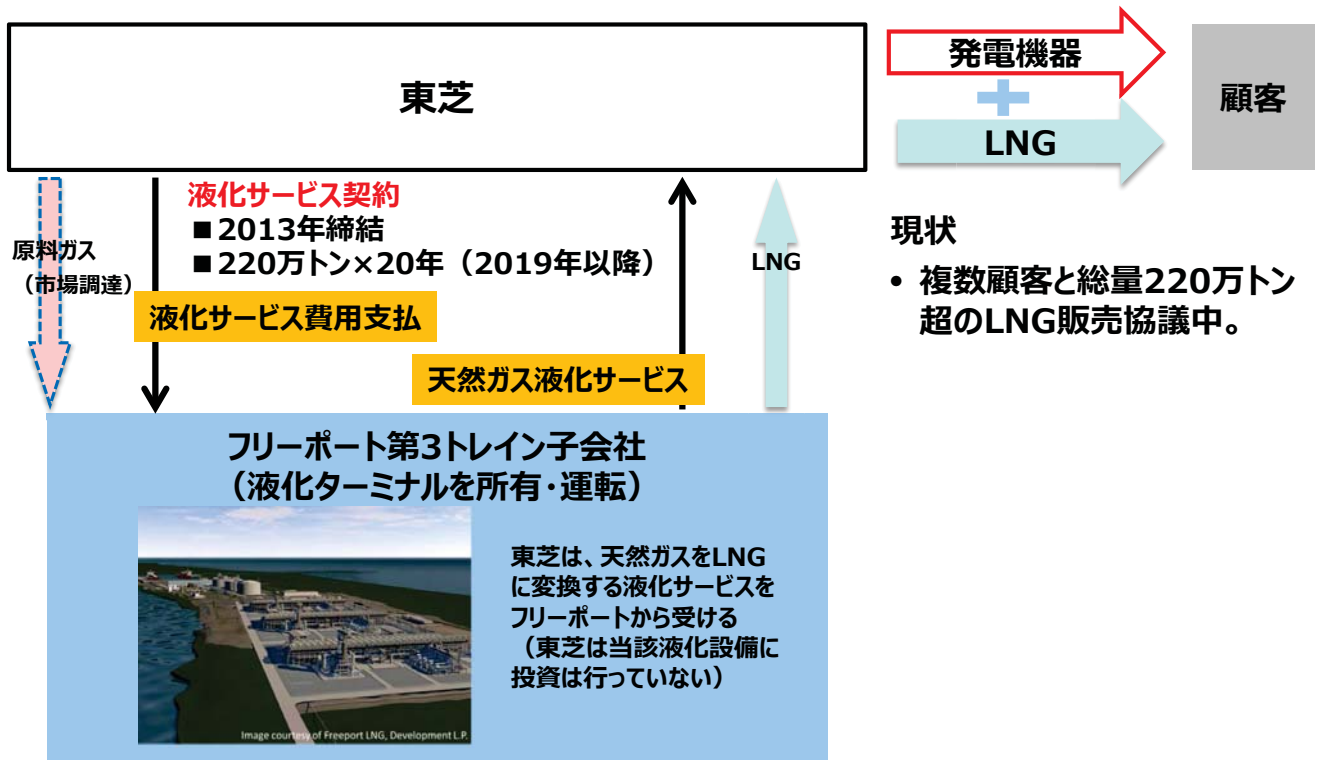 東芝
発電機器
LNG
顧客
原料ガス
（市場調達）
液化サービス契約
■2013年締結
■220万トン×20年（2019年以降）
液化サービス費用支払
天然ガス液化サービス
LNG
現状
• 複数顧客と総量220万トン
超のLNG販売協議中。
フリーポート第3トレイン子会社
（液化ターミナルを所有・運転）
東芝は、天然ガスをLNG
に変換する液化サービスを
フリーポートから受ける
（東芝は当該液化設備に
投資は行っていない）
Image courtesy of Freeport LNG, Development L.P.